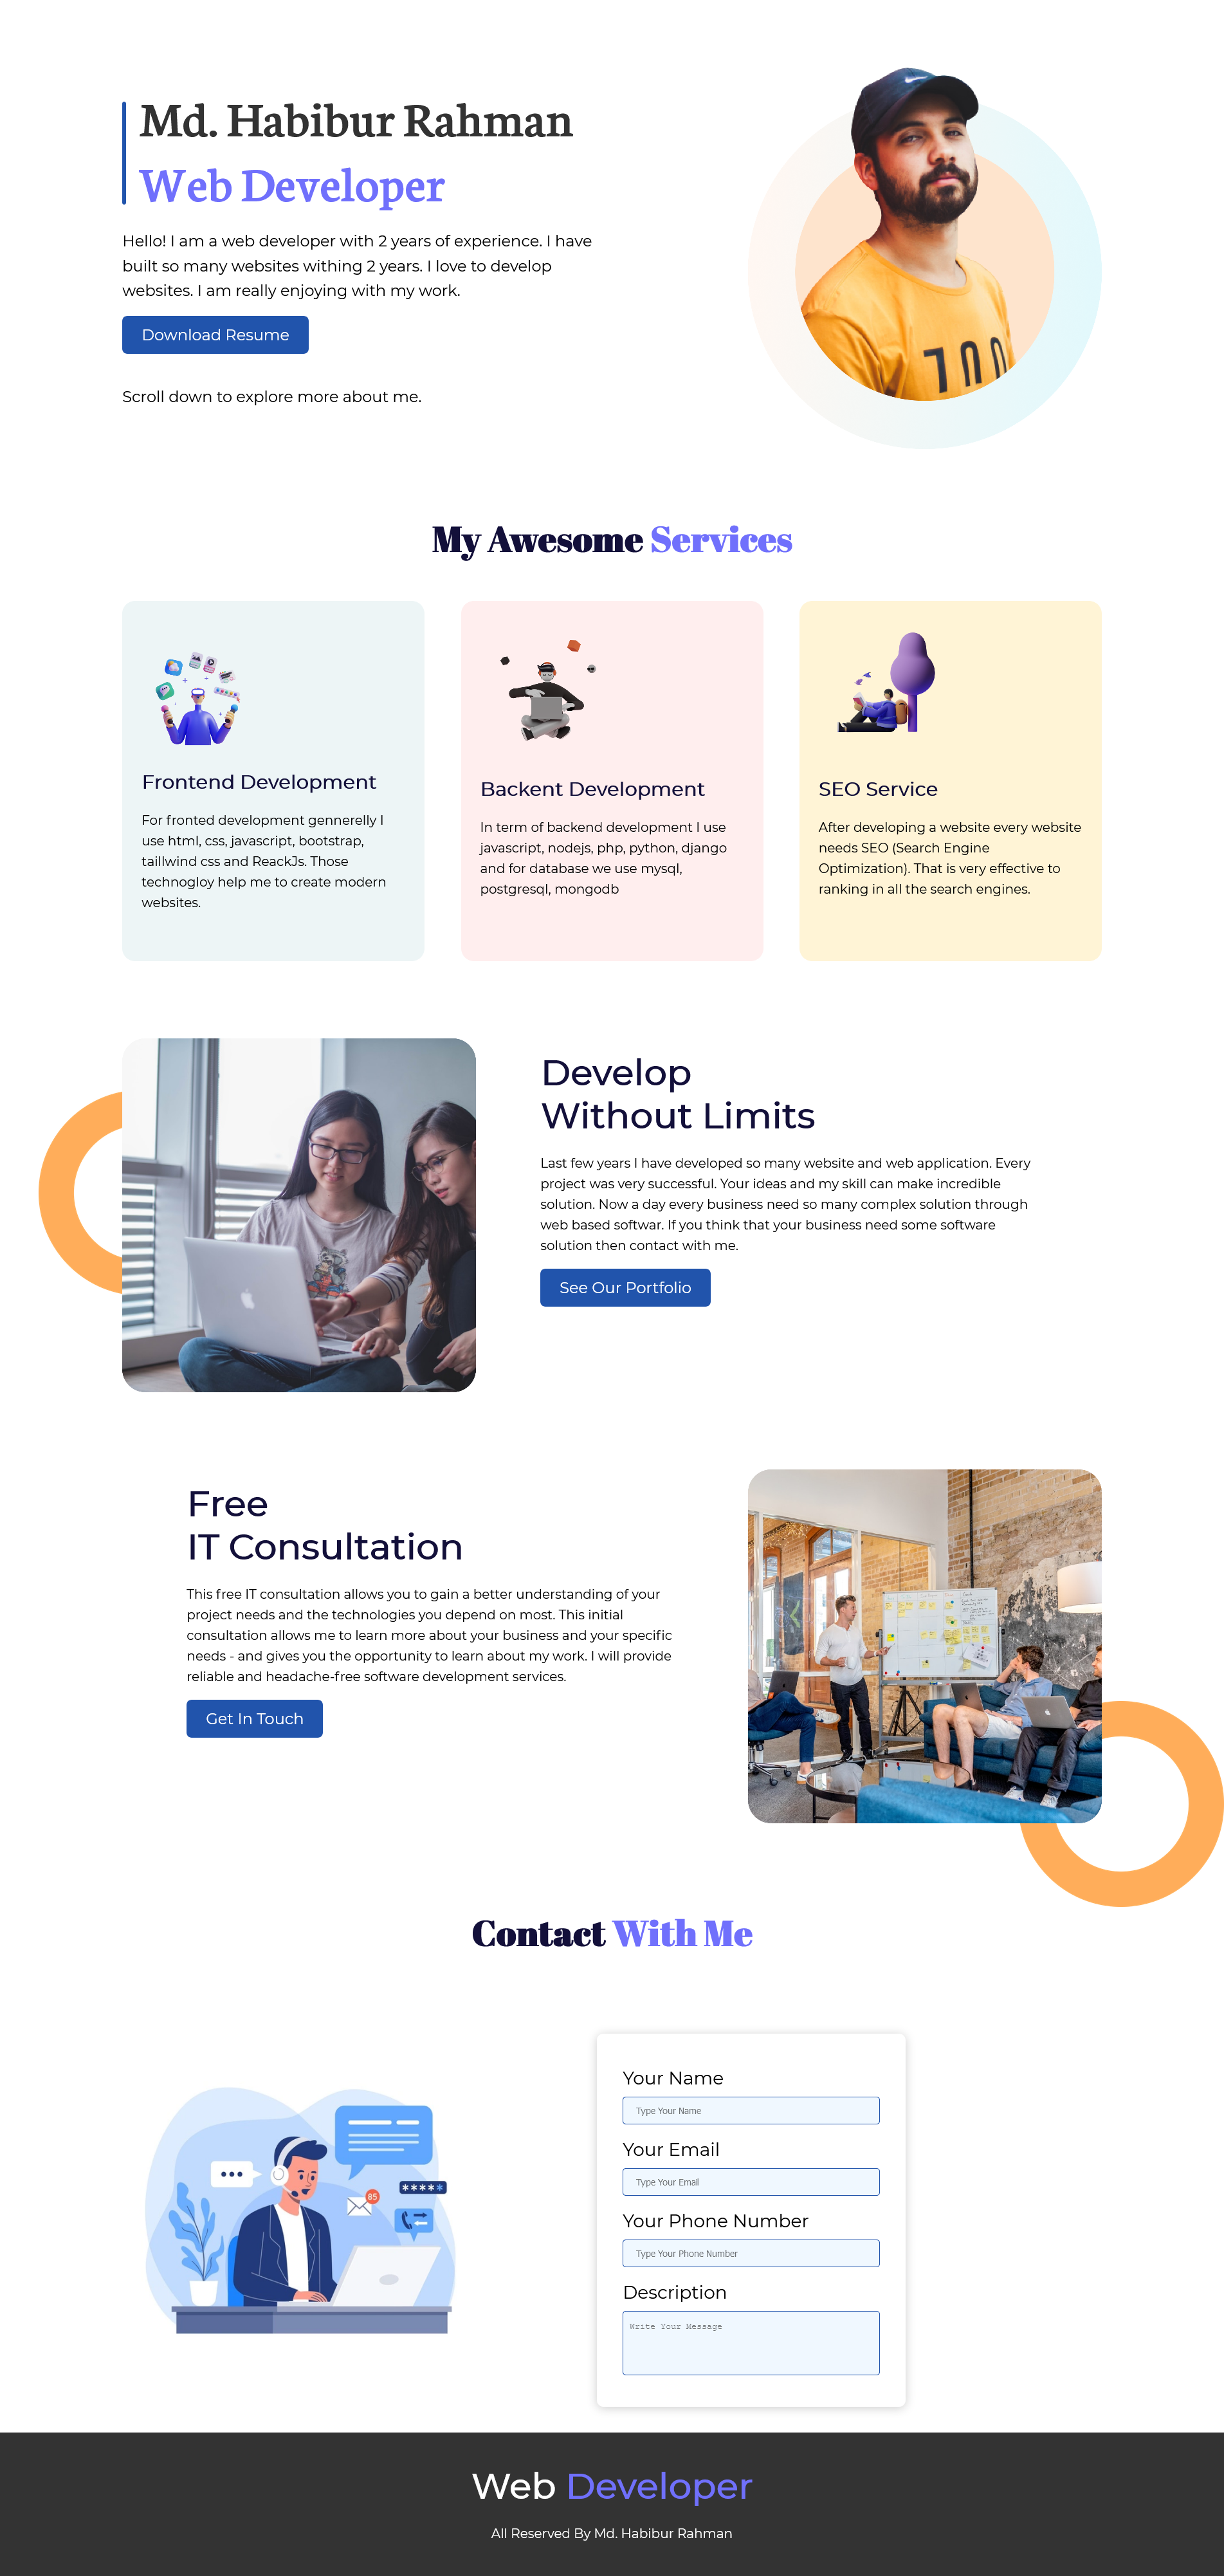 Md. Habibur Rahman
Web Developer
Hello! I am a web developer with 2 years of experience. I have
built so many websites withing 2 years. I love to develop
websites. I am really enjoying with my work.
Download Resume
Scroll down to explore more about me.
100
My Awesome Services
Frontend Development
For fronted development gennerelly I
use html, css, javascript, bootstrap,
taillwind css and ReackJs. Those
technogloy help me to create modern
websites.
Backent Development
In term of backend development I use
javascript, nodejs, php, python, django
and for database we use mysql,
postgresql, mongodb
SEO Service
After developing a website every website
needs SEO (Search Engine
Optimization). That is very effective to
ranking in all the search engines.
Develop
Without Limits
Last few years I have developed so many website and web application. Every
project was very successful. Your ideas and my skill can make incredible
solution. Now a day every business need so many complex solution through
web based softwar. If you think that your business need some software
solution then contact with me.
See Our Portfolio
Free
IT Consultation
This free IT consultation allows you to gain a better understanding of your
project needs and the technologies you depend on most. This initial
consultation allows me to learn more about your business and your specific
needs - and gives you the opportunity to learn about my work. I will provide
reliable and headache-free software development services.
Get In Touch
Contact With Me
85
*****
Your Name
Type Your Name
Your Email
Type Your Email
Your Phone Number
Type Your Phone Number
Description
Write Your Message
Web Developer
All Reserved By Md. Habibur Rahman